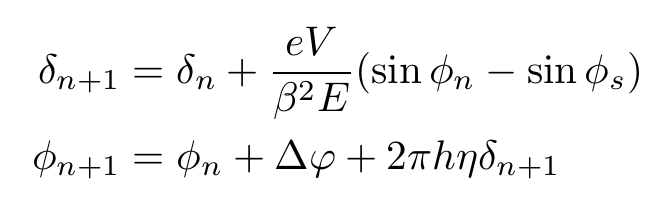 δ_{n+1} = δ_n + \frac{eV}{β^2 E}(sin ϕ_n − sin ϕ_s)
ϕ_{n+1} = ϕ_n + Δφ + 2πhηδ_{n+1}